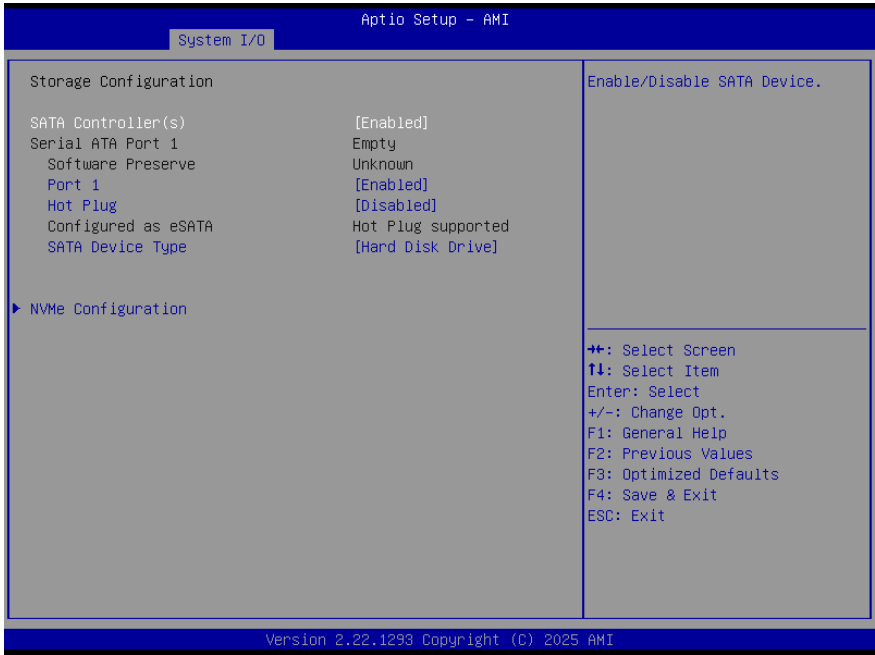 Aptio Setup – AMI
System I/O
Storage Configuration
SATA Controller(s) [Enabled]
Serial ATA Port 1 Empty
Software Preserve Unknown
Port 1 [Enabled]
Hot Plug [Disabled]
Configured as eSATA Hot Plug supported
SATA Device Type [Hard Disk Drive]
NVMe Configuration
Enable/Disable SATA Device.
→←: Select Screen
↑↓: Select Item
Enter: Select
+/-: Change Opt.
F1: General Help
F2: Previous Values
F3: Optimized Defaults
F4: Save & Exit
ESC: Exit
Version 2.22.1293 Copyright (C) 2025 AMI